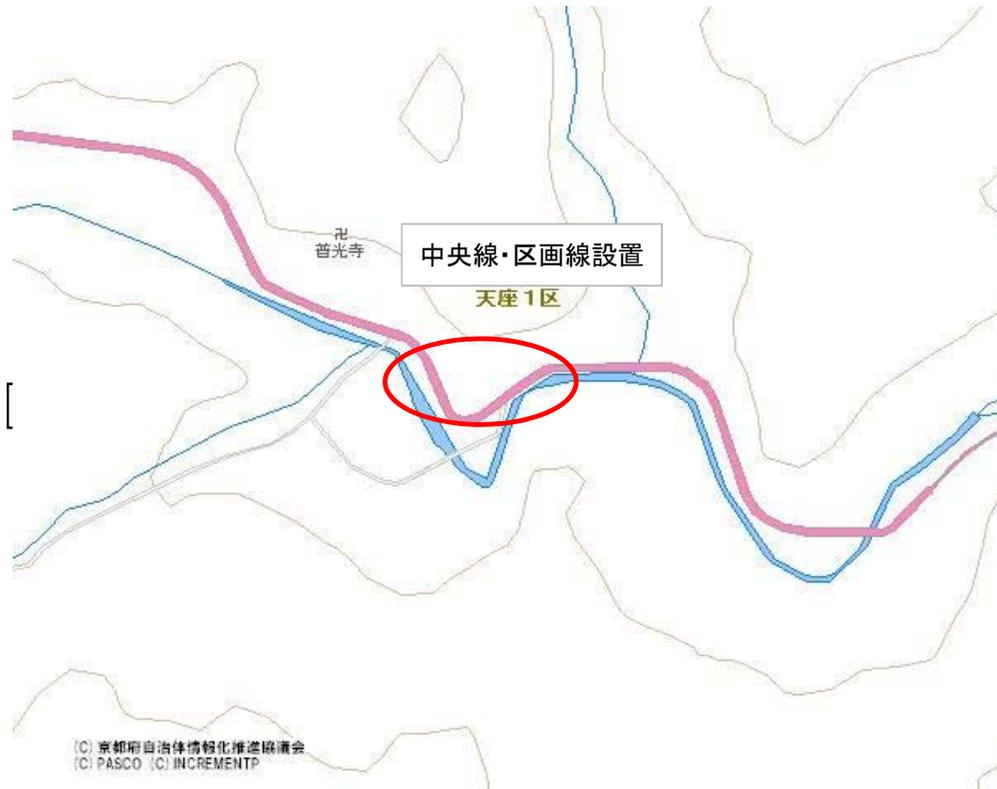 卍
普光寺
中央線・区画線設置
天座1区
[
(C) 京都府自治体情報化推進協議会
(C) PASCO (C) INCREMENTP